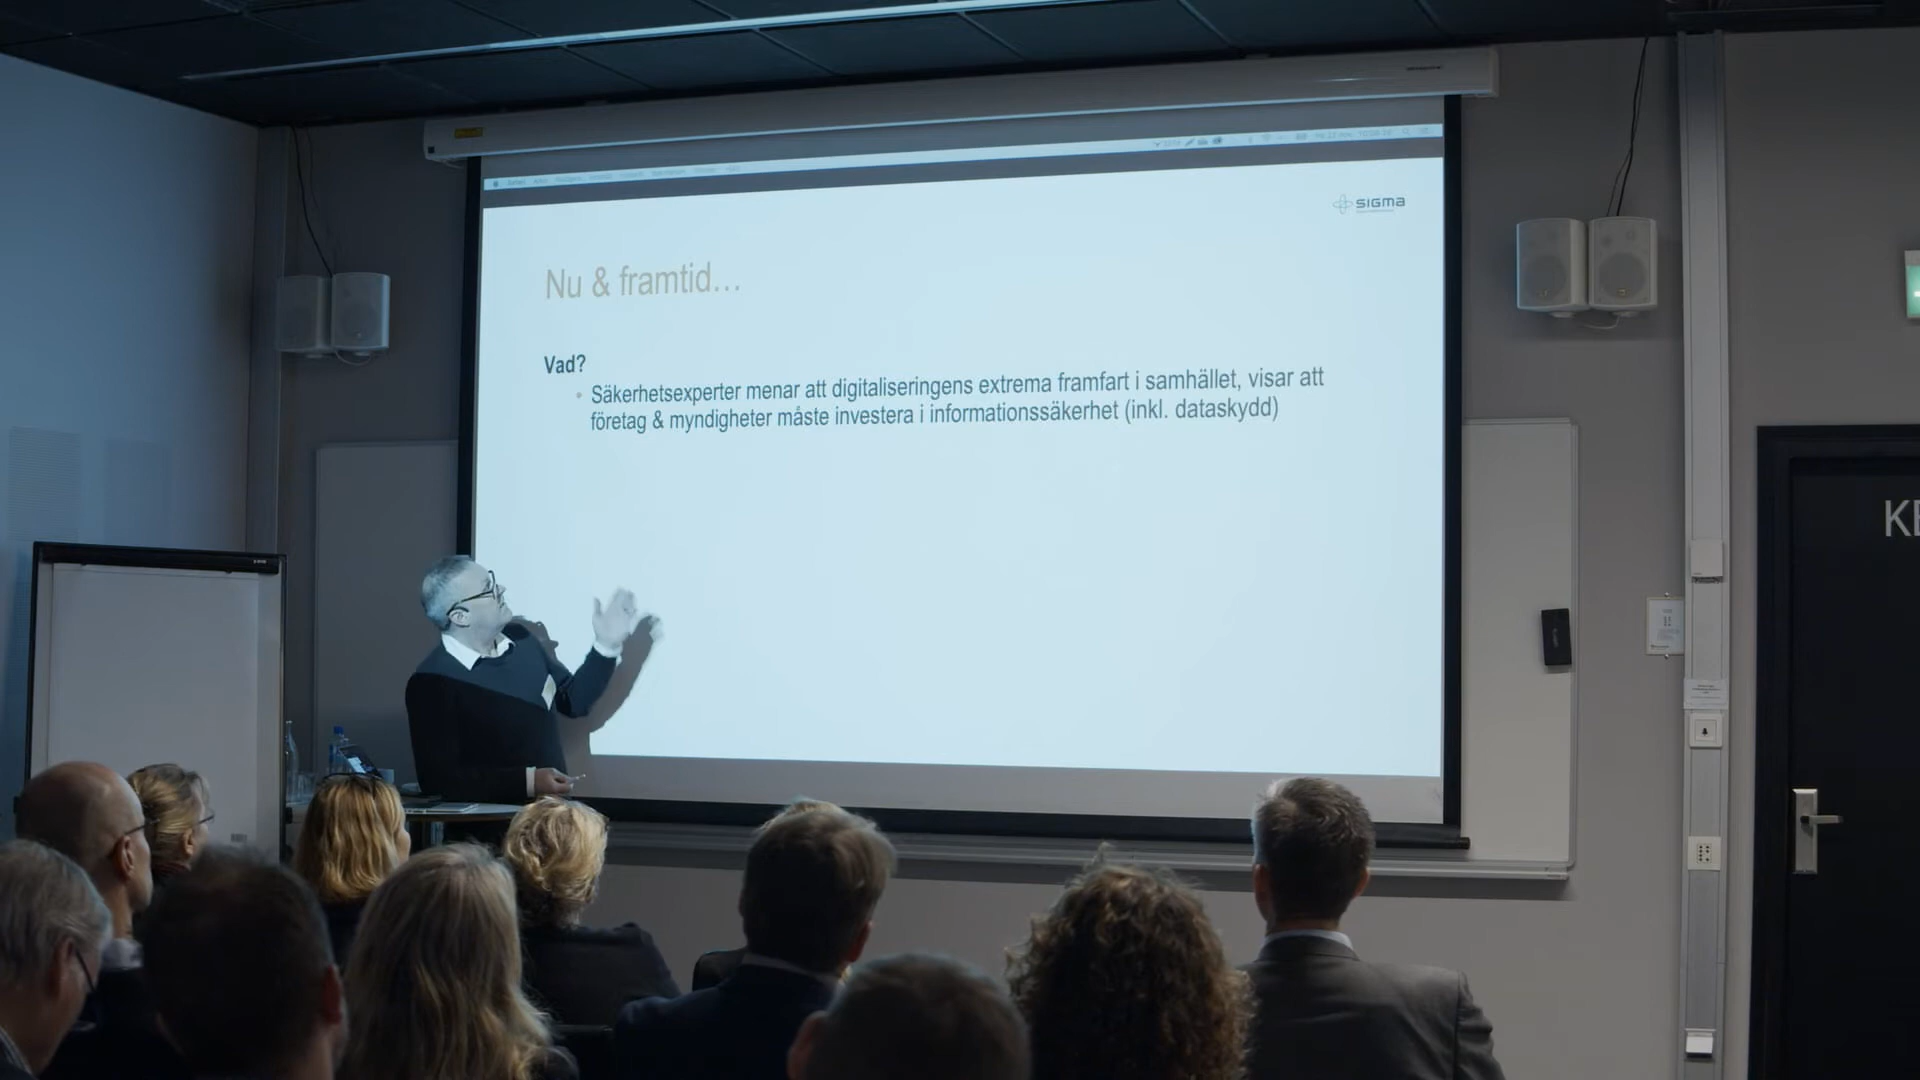 SIGMA
Nu & framtid...
Vad?
• Säkerhetsexperter menar att digitaliseringens extrema framfart i samhället, visar att
företag & myndigheter måste investera i informationssäkerhet (inkl. dataskydd)
KE